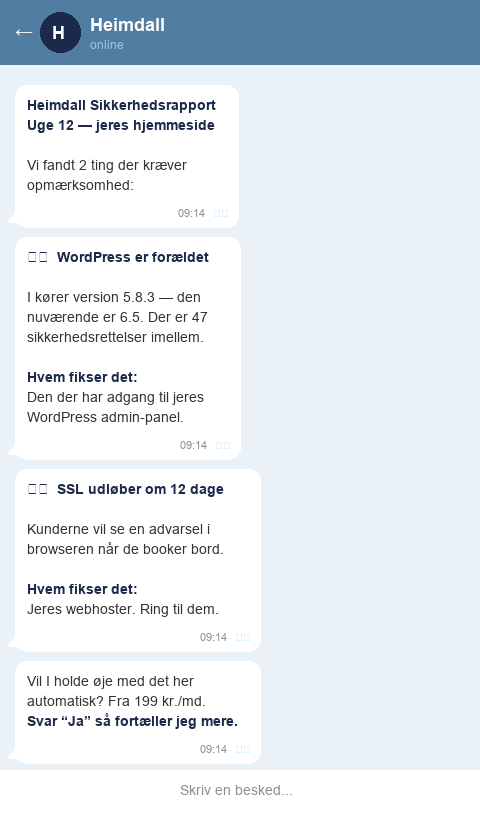 ←
H
Heimdall
online
Heimdall Sikkerhedsrapport
Uge 12 — jeres hjemmeside
Vi fandt 2 ting der kræver
opmærksomhed:
09:14
WordPress er forældet
I kører version 5.8.3 — den
nuværende er 6.5. Der er 47
sikkerhedsrettelser imellem.
Hvem fikser det:
Den der har adgang til jeres
WordPress admin-panel.
09:14
SSL udløber om 12 dage
Kunderne vil se en advarsel i
browseren når de booker bord.
Hvem fikser det:
Jeres webhoster. Ring til dem.
09:14
Vil I holde øje med det her
automatisk? Fra 199 kr./md.
Svar “Ja” så fortæller jeg mere.
09:14
Skriv en besked...